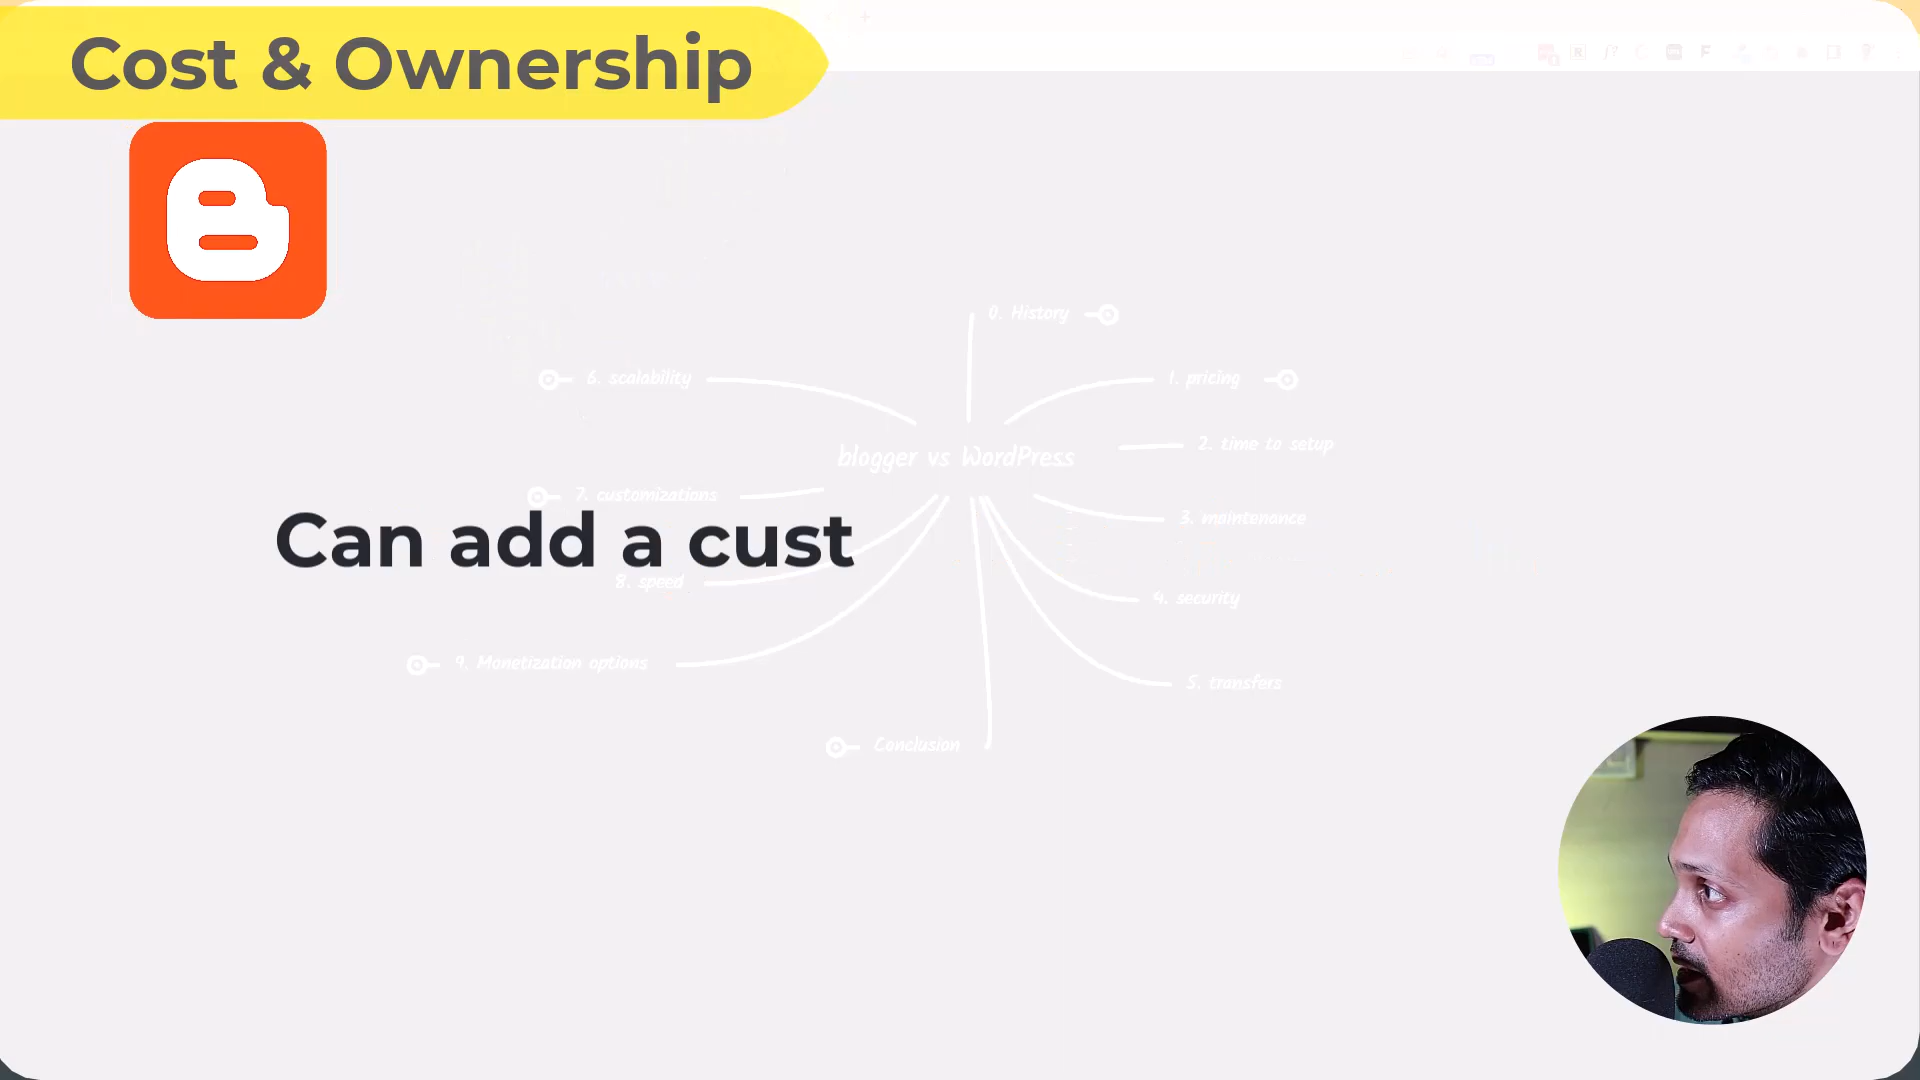 Cost & Ownership
0. History
6. scalability
1. pricing
2. time to setup
blogger vs WordPress
7. customizations
3. maintenance
Can add a cust
8. speed
4. security
9. Monetization options
5. transfers
Conclusion